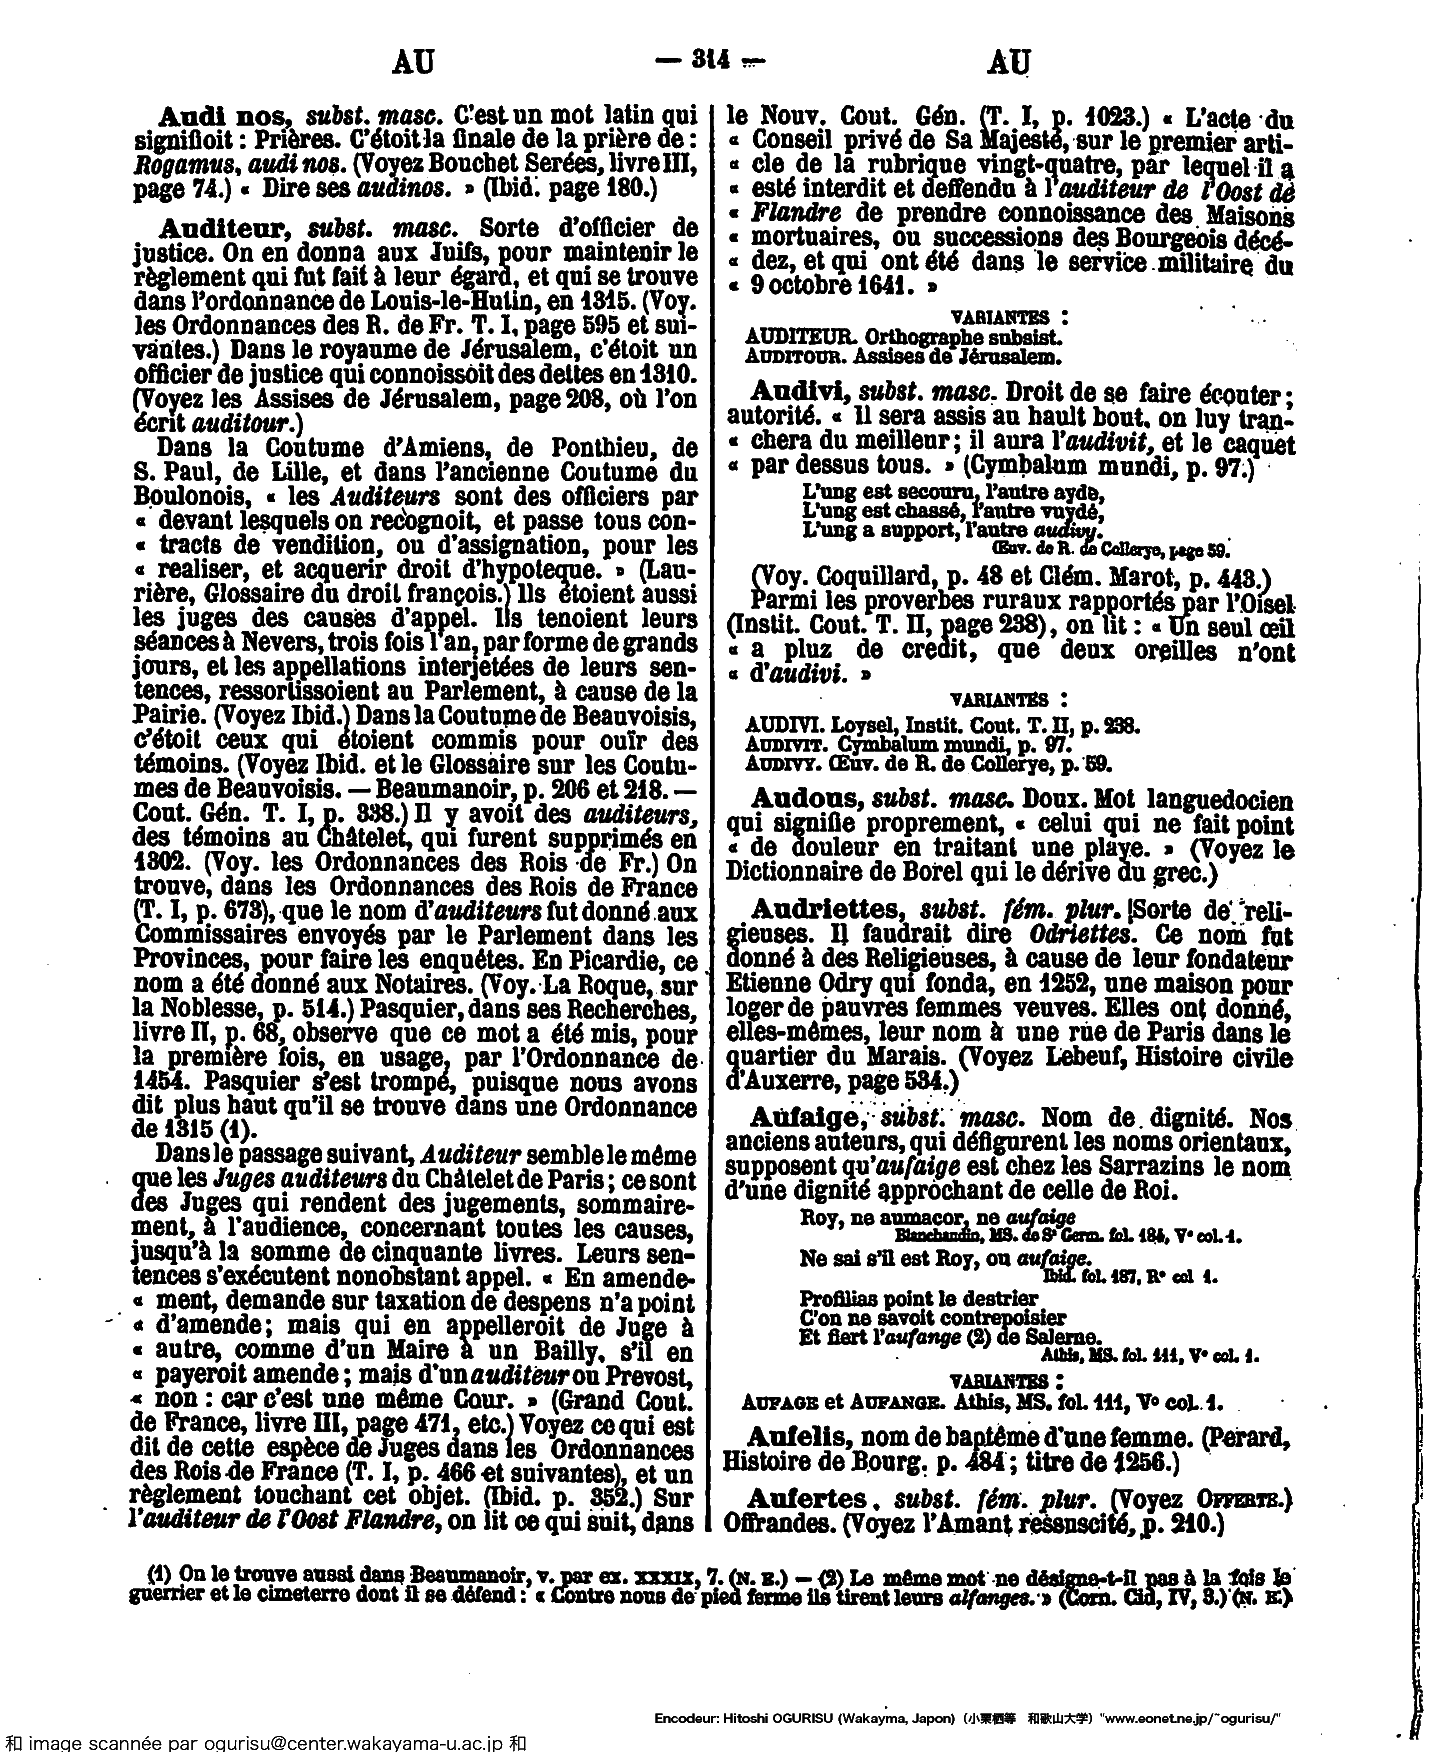 AU — 314 — AU
Audi nos, subst. masc. C'est un mot latin qui
signifioit : Prières. C'étoit la finale de la prière de :
Rogamus, audi nos. (Voyez Bouchet Serées, livre III,
page 74.) « Dire ses audinos. » (Ibid. page 180.)
Auditeur, subst. masc. Sorte d'officier de
justice. On en donna aux Juifs, pour maintenir le
règlement qui fut fait à leur égard, et qui se trouve
dans l'ordonnance de Louis-le-Hutin, en 1315. (Voy.
les Ordonnances des R. de Fr. T. I, page 595 et sui-
vantes.) Dans le royaume de Jérusalem, c'étoit un
officier de justice qui connoissoit des dettes en 1310.
(Voyez les Assises de Jérusalem, page 208, où l'on
écrit auditour.)
Dans la Coutume d'Amiens, de Ponthieu, de
S. Paul, de Lille, et dans l'ancienne Coutume du
Boulonois, « les Auditeurs sont des officiers par
« devant lesquels on recognoit, et passe tous con-
« tracts de vendition, ou d'assignation, pour les
« realiser, et acquerir droit d'hypoteque. » (Lau-
rière, Glossaire du droit françois.) Ils étoient aussi
les juges des causes d'appel. Ils tenoient leurs
séances à Nevers, trois fois l'an, par forme de grands
jours, et les appellations interjetées de leurs sen-
tences, ressortissoient au Parlement, à cause de la
Pairie. (Voyez Ibid.) Dans la Coutume de Beauvoisis,
c'étoit ceux qui étoient commis pour ouïr des
témoins. (Voyez Ibid. et le Glossaire sur les Coutu-
mes de Beauvoisis. — Beaumanoir, p. 206 et 218. —
Cout. Gén. T. I, p. 338.) Il y avoit des auditeurs,
des témoins au Châtelet, qui furent supprimés en
1302. (Voy. les Ordonnances des Rois de Fr.) On
trouve, dans les Ordonnances des Rois de France
(T. I, p. 673), que le nom d'auditeurs fut donné aux
Commissaires envoyés par le Parlement dans les
Provinces, pour faire les enquêtes. En Picardie, ce
nom a été donné aux Notaires. (Voy. La Roque, sur
la Noblesse, p. 514.) Pasquier, dans ses Recherches,
livre II, p. 68, observe que ce mot a été mis, pour
la première fois, en usage, par l'Ordonnance de
1454. Pasquier s'est trompé, puisque nous avons
dit plus haut qu'il se trouve dans une Ordonnance
de 1315 (1).
Dans le passage suivant, Auditeur semble le même
que les Juges auditeurs du Châtelet de Paris ; ce sont
des Juges qui rendent des jugements, sommaire-
ment, à l'audience, concernant toutes les causes,
jusqu'à la somme de cinquante livres. Leurs sen-
tences s'exécutent nonobstant appel. « En amende-
« ment, demande sur taxation de despens n'a point
« d'amende ; mais qui en appelleroit de Juge à
« autre, comme d'un Maire à un Bailly, s'il en
« payeroit amende ; mais d'un auditeur ou Prevost,
« non : car c'est une même Cour. » (Grand Cout.
de France, livre III, page 471, etc.) Voyez ce qui est
dit de cette espèce de Juges dans les Ordonnances
des Rois de France (T. I, p. 466 et suivantes), et un
règlement touchant cet objet. (Ibid. p. 352.) Sur
l'auditeur de l'Oost Flandre, on lit ce qui suit, dans
le Nouv. Cout. Gén. (T. I, p. 1023.) « L'acte du
« Conseil privé de Sa Majesté, sur le premier arti-
« cle de la rubrique vingt-quatre, par lequel il a
« esté interdit et deffendu à l'auditeur de l'Oost de
« Flandre de prendre connoissance des Maisons
« mortuaires, ou successions des Bourgeois décé-
« dez, et qui ont été dans le service militaire du
« 9 octobre 1641. »
VARIANTES :
AUDITEUR. Orthographe subsist.
AUDITOUR. Assises de Jérusalem.
Audivi, subst. masc. Droit de se faire écouter ;
autorité. « Il sera assis au hault bout, on luy tran-
« chera du meilleur ; il aura l'audivit, et le caquet
« par dessus tous. » (Cymbalum mundi, p. 97.)
L'ung est secouru, l'autre aydé,
L'ung est chassé, l'autre vuydé,
L'ung a support, l'autre audivy.
Œuv. de R. de Collerye, page 59.
(Voy. Coquillard, p. 48 et Clém. Marot, p. 443.)
Parmi les proverbes ruraux rapportés par l'Oisel
(Instit. Cout. T. II, page 238), on lit : « Un seul œil
« a pluz de credit, que deux oreilles n'ont
« d'audivi. »
VARIANTES :
AUDIVI. Loysel, Instit. Cout. T. II, p. 238.
AUDIVIT. Cymbalum mundi, p. 97.
AUDIVY. Œuv. de R. de Collerye, p. 59.
Audous, subst. masc. Doux. Mot languedocien
qui signifie proprement, « celui qui ne fait point
« de douleur en traitant une playe. » (Voyez le
Dictionnaire de Borel qui le dérive du grec.)
Audriettes, subst. fém. plur. Sorte de reli-
gieuses. Il faudrait dire Odriettes. Ce nom fut
donné à des Religieuses, à cause de leur fondateur
Etienne Odry qui fonda, en 1252, une maison pour
loger de pauvres femmes veuves. Elles ont donné,
elles-mêmes, leur nom à une rue de Paris dans le
quartier du Marais. (Voyez Lebeuf, Histoire civile
d'Auxerre, page 534.)
Aufaige, subst. masc. Nom de dignité. Nos
anciens auteurs, qui défigurent les noms orientaux,
supposent qu'aufaige est chez les Sarrazins le nom
d'une dignité approchant de celle de Roi.
Roy, ne aumacor, ne aufaige
Blanchandin, MS. de St Germ. fol. 184, Vº col. 1.
Ne sai s'il est Roy, ou aufaige.
Ibid. fol. 187, Rº col 1.
Profilias point le destrier
C'on ne savoit contrepoisier
Et fiert l'aufange (2) de Salerne.
Athis, MS. fol. 111, Vº col. 1.
VARIANTES :
AUFAGE et AUFANGE. Athis, MS. fol. 111, Vº col. 1.
Aufelis, nom de baptême d'une femme. (Perard,
Histoire de Bourg. p. 484 ; titre de 1256.)
Aufertes, subst. fém. plur. (Voyez OFFERTE.)
Offrandes. (Voyez l'Amant ressnscité, p. 210.)
(1) On le trouve aussi dans Beaumanoir, v. par ex. XXXIX, 7. (N. E.) — (2) Le même mot ne désigne-t-il pas à la fois le
guerrier et le cimeterre dont il se défend : « Contre nous de pied ferme ils tirent leurs alfanges. » (Corn. Cid, IV, 3.) (N. E.)
Encodeur: Hitoshi OGURISU (Wakayma, Japon) (小栗栖等 和歌山大学) "www.eonet.ne.jp/~ogurisu/"
和 image scannée par ogurisu@center.wakayama-u.ac.jp 和